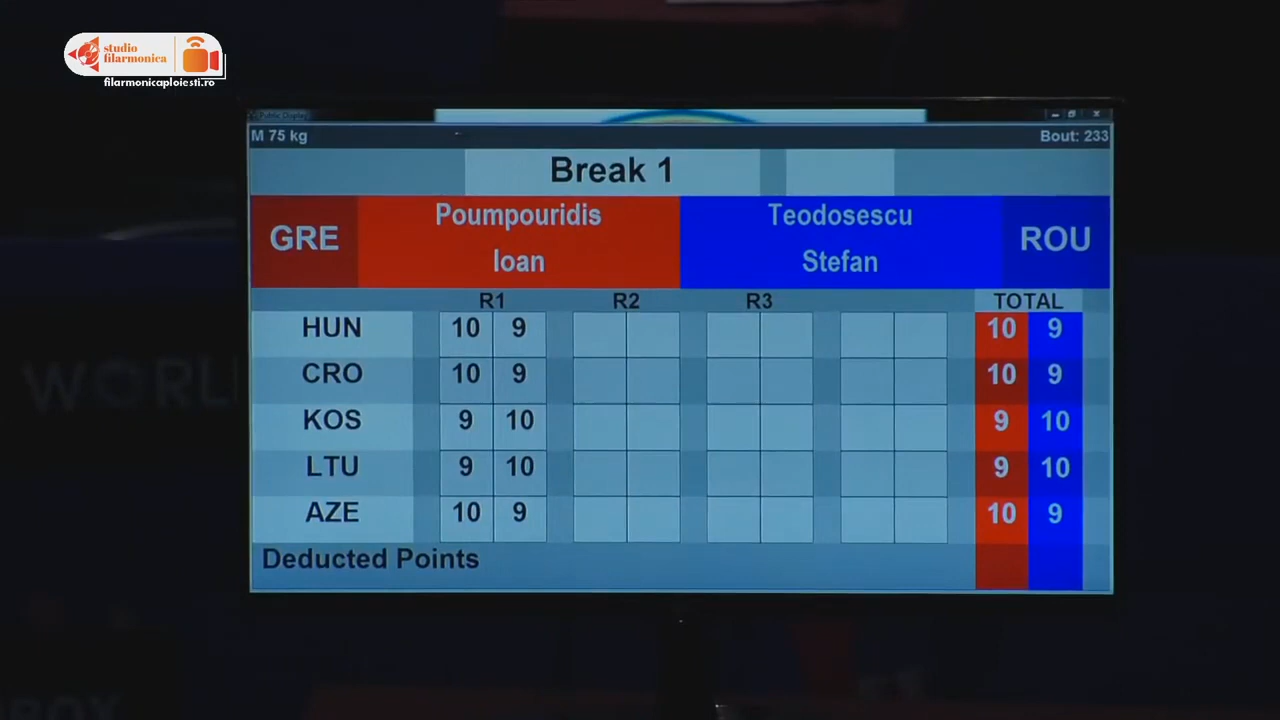 studio
filarmonica
filarmonicaploiesti.ro
M 75 kg
Bout: 233
Break 1
GRE
Poumpouridis
Ioan
Teodosescu
Stefan
ROU
R1 R2 R3 TOTAL
HUN 10 9 10 9
CRO 10 9 10 9
KOS 9 10 9 10
LTU 9 10 9 10
AZE 10 9 10 9
Deducted Points
WORL